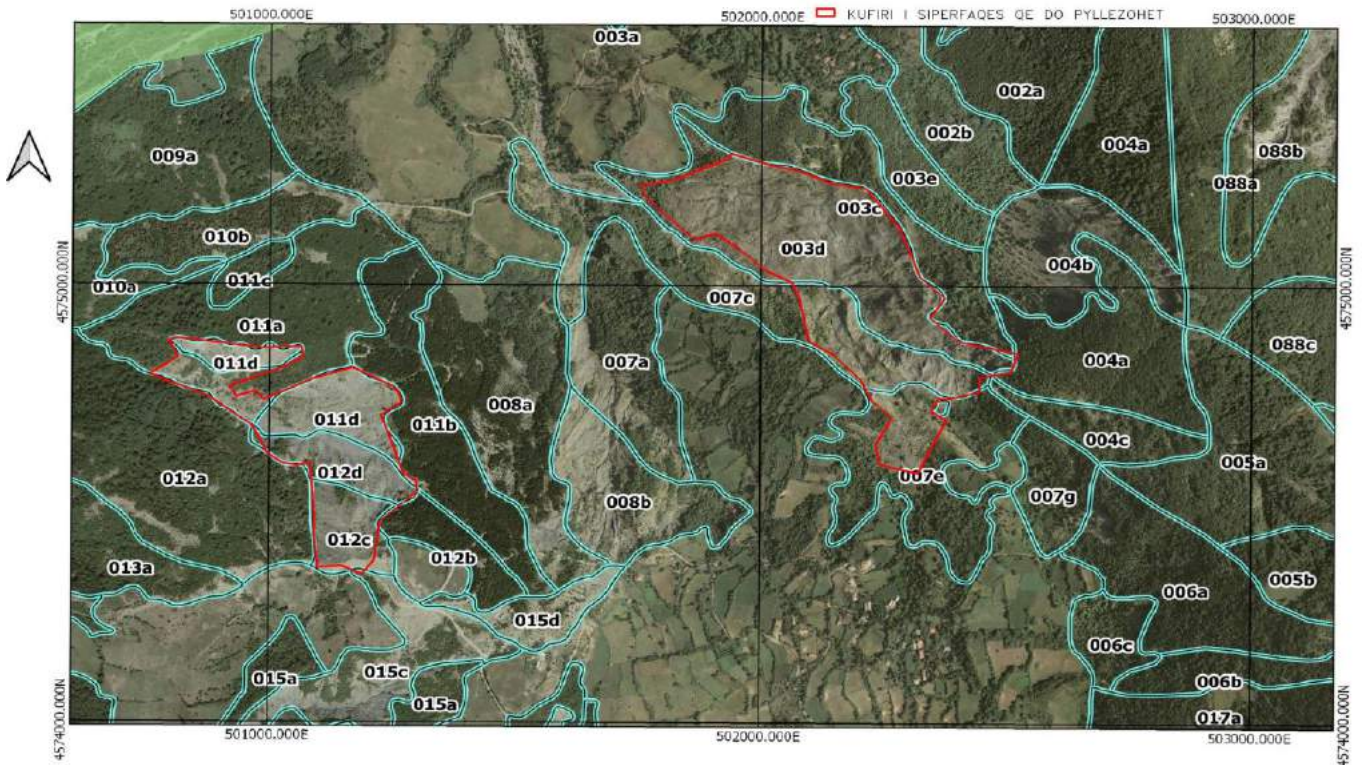 501000.000E
502000.000E
KUFIRI I SIPERFAQES QE DO PYLLEZOHET
503000.000E
003a
002a
002b
004a
088b
009a
003e
088a
003c
010b
003d
004b
4575000.000N
010a
011c
007c
4575000.000N
011a
088c
011d
007a
004a
008a
011d
011b
004c
005a
012a
012d
007e
008b
007g
012c
012b
013a
005b
006a
015d
006c
015a
015c
006b
015a
017a
4574000.000N
501000.000E
502000.000E
503000.000E
4574000.000N